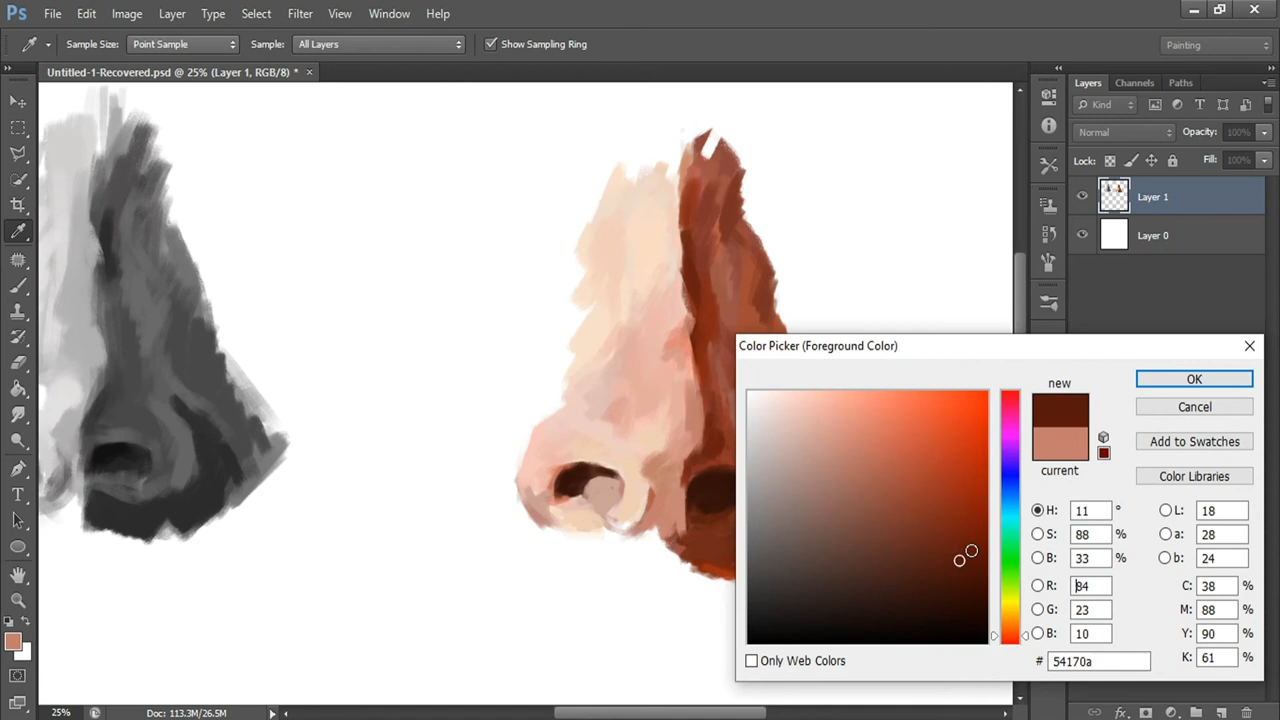 Ps File Edit Image Layer Type Select Filter View Window Help
Sample Size: Point Sample Sample: All Layers Show Sampling Ring Painting
Untitled-1-Recovered.psd @ 25% (Layer 1, RGB/8) * ×
Layers Channels Paths
Kind
Normal Opacity: 100%
Lock: Fill: 100%
Layer 1
Layer 0
Color Picker (Foreground Color)
new
OK
Cancel
Add to Swatches
current
Color Libraries
H: 11 ° L: 18
S: 88 % a: 28
B: 33 % b: 24
R: 84 C: 38 %
G: 23 M: 88 %
B: 10 Y: 90 %
# 54170a K: 61 %
Only Web Colors
25% Doc: 113.3M/26.5M